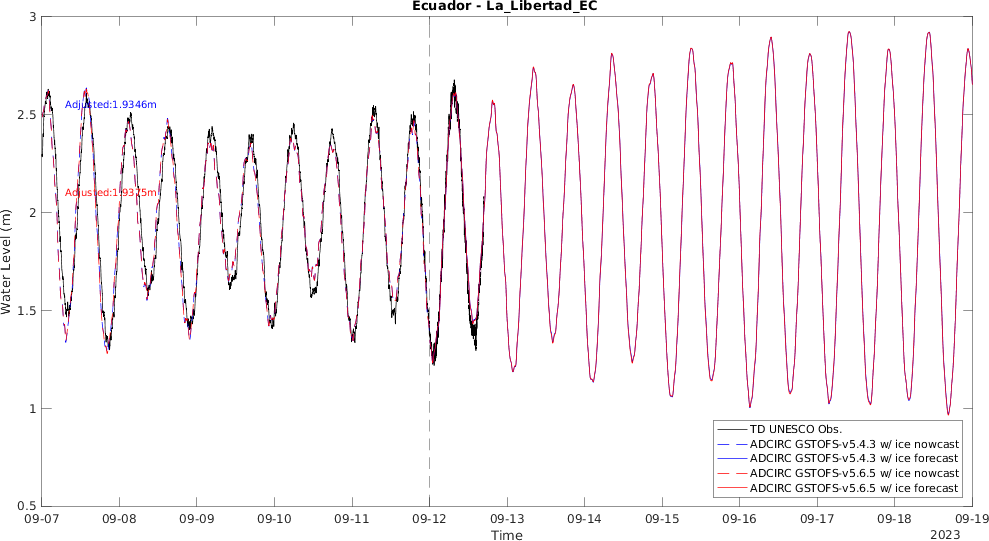 Ecuador - La_Libertad_EC
3
2.5
2
1.5
1
0.5
Water Level (m)
Adjusted:1.9346m
Adjusted:1.9375m
TD UNESCO Obs.
ADCIRC GSTOFS-v5.4.3 w/ ice nowcast
ADCIRC GSTOFS-v5.4.3 w/ ice forecast
ADCIRC GSTOFS-v5.6.5 w/ ice nowcast
ADCIRC GSTOFS-v5.6.5 w/ ice forecast
09-07 09-08 09-09 09-10 09-11 09-12 09-13 09-14 09-15 09-16 09-17 09-18 09-19
Time
2023